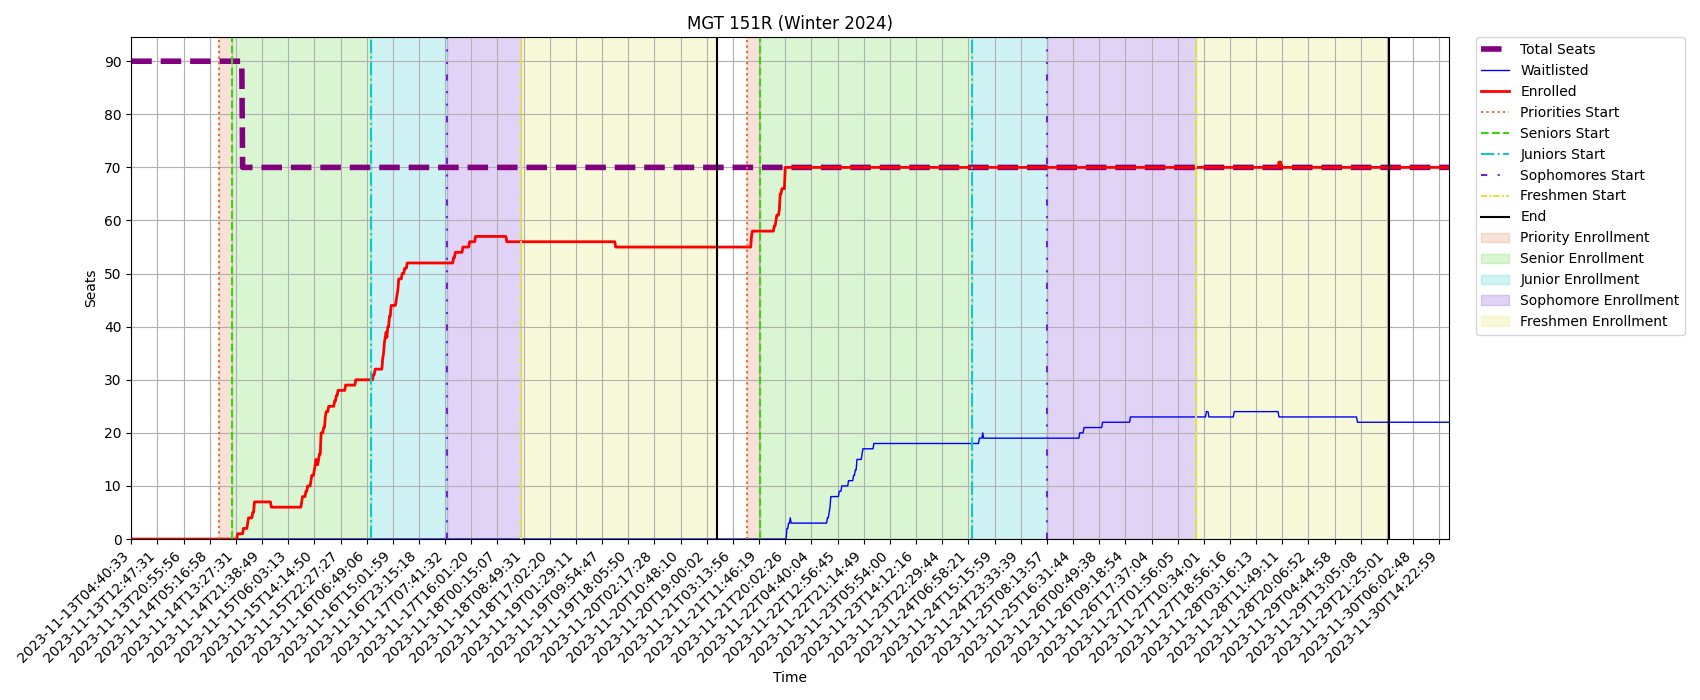 MGT 151R (Winter 2024)
Seats
90
80
70
60
50
40
30
20
10
0
2023-11-13T04:40:33
2023-11-13T12:47:31
2023-11-13T20:55:56
2023-11-14T05:16:58
2023-11-14T13:27:31
2023-11-14T21:38:49
2023-11-15T06:03:13
2023-11-15T14:14:50
2023-11-15T22:27:27
2023-11-16T06:49:06
2023-11-16T15:01:59
2023-11-16T23:15:18
2023-11-17T07:41:32
2023-11-17T16:01:20
2023-11-18T00:15:07
2023-11-18T08:49:31
2023-11-18T17:02:20
2023-11-19T01:29:11
2023-11-19T09:54:47
2023-11-19T18:05:50
2023-11-20T02:17:28
2023-11-20T10:48:10
2023-11-20T19:00:02
2023-11-21T03:13:56
2023-11-21T11:46:19
2023-11-21T20:02:26
2023-11-22T04:40:04
2023-11-22T12:56:45
2023-11-22T21:14:49
2023-11-23T05:54:00
2023-11-23T14:12:16
2023-11-23T22:29:44
2023-11-24T06:58:21
2023-11-24T15:15:59
2023-11-24T23:33:39
2023-11-25T08:13:57
2023-11-25T16:31:44
2023-11-26T00:49:38
2023-11-26T09:18:54
2023-11-26T17:37:04
2023-11-27T01:56:05
2023-11-27T10:34:01
2023-11-27T18:56:16
2023-11-28T03:16:13
2023-11-28T11:49:11
2023-11-28T20:06:52
2023-11-29T04:44:58
2023-11-29T13:05:08
2023-11-29T21:25:01
2023-11-30T06:02:48
2023-11-30T14:22:59
Time
Total Seats
Waitlisted
Enrolled
Priorities Start
Seniors Start
Juniors Start
Sophomores Start
Freshmen Start
End
Priority Enrollment
Senior Enrollment
Junior Enrollment
Sophomore Enrollment
Freshmen Enrollment